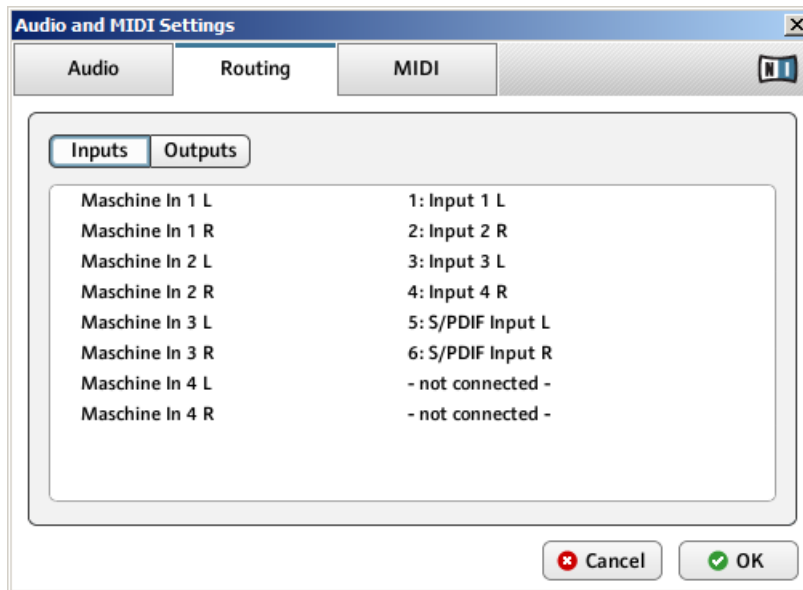 Audio and MIDI Settings
Audio Routing MIDI NI
Inputs Outputs
Maschine In 1 L 1: Input 1 L
Maschine In 1 R 2: Input 2 R
Maschine In 2 L 3: Input 3 L
Maschine In 2 R 4: Input 4 R
Maschine In 3 L 5: S/PDIF Input L
Maschine In 3 R 6: S/PDIF Input R
Maschine In 4 L - not connected -
Maschine In 4 R - not connected -
Cancel OK